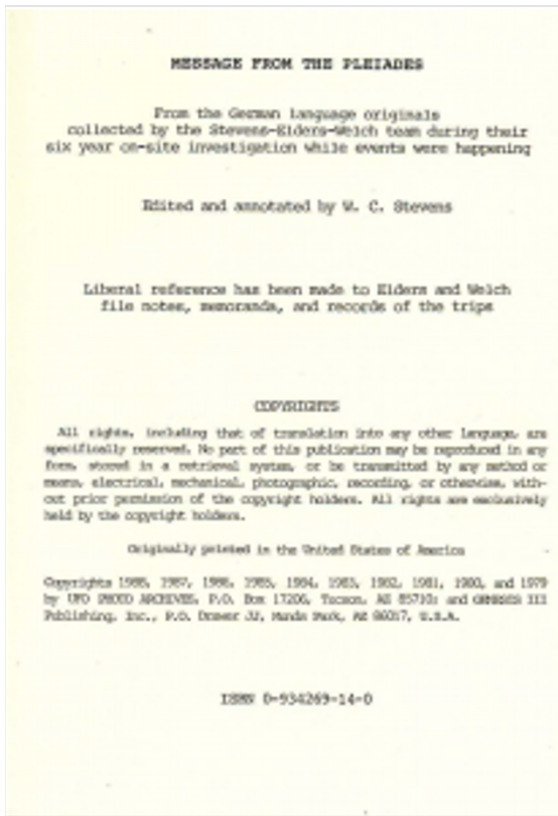 MESSAGE FROM THE PLEIADES
From the German language originals
collected by the Stevens-Elders-Welch team during their
six year on-site investigation while events were happening
Edited and annotated by W. C. Stevens
Liberal reference has been made to Elders and Welch
file notes, memoranda, and records of the trips
COPYRIGHTS
All rights, including that of translation into any other language, are
specifically reserved. No part of this publication may be reproduced in any
form, stored in a retrieval system, or be transmitted by any method or
means, electrical, mechanical, photographic, recording, or otherwise, with-
out prior permission of the copyright holders. All rights are exclusively
held by the copyright holders.
Originally printed in the United States of America
Copyrights 1988, 1987, 1986, 1985, 1984, 1983, 1982, 1981, 1980, and 1979
by UFO PHOTO ARCHIVES, P.O. Box 17206, Tucson, AZ 85710; and GENESIS III
Publishing, Inc., P.O. Drawer JJ, Munds Park, AZ 86017, U.S.A.
ISBN 0-934269-14-0